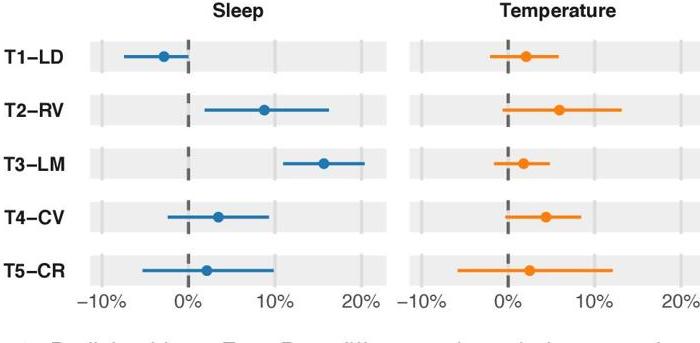 Sleep Temperature
T1–LD
T2–RV
T3–LM
T4–CV
T5–CR
−10% 0% 10% 20% −10% 0% 10% 20%